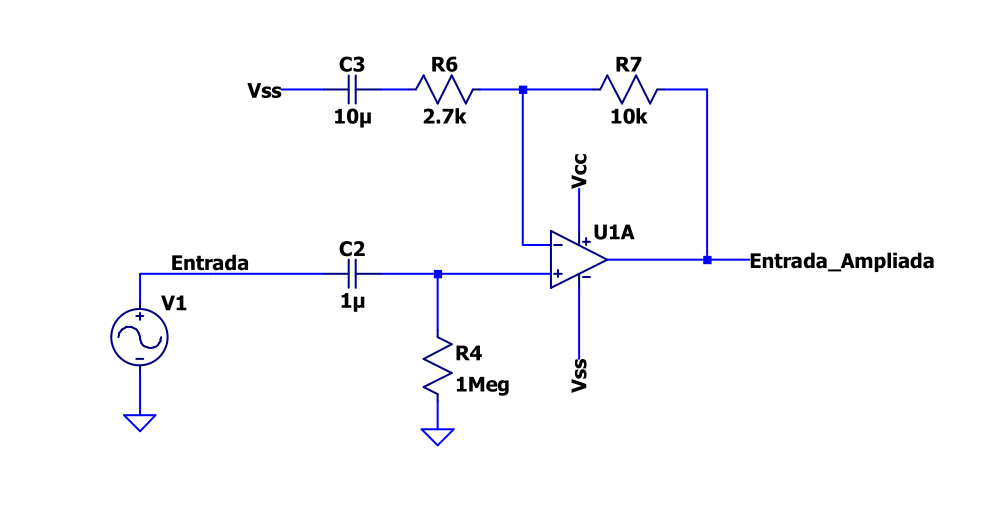 C3
R6
R7
Vss
10µ
2.7k
10k
Vcc
U1A
Entrada
C2
Entrada_Ampliada
V1
1µ
R4
1Meg
Vss